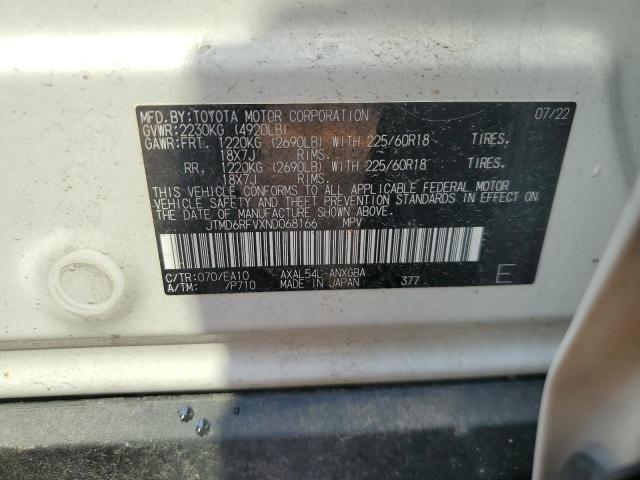 MFD.BY:TOYOTA MOTOR CORPORATION 07/22
GVWR:2230KG (4920LB)
GAWR:FRT. 1220KG (2690LB) WITH 225/60R18 TIRES.
18X7J RIMS.
RR. 1220KG (2690LB) WITH 225/60R18 TIRES.
18X7J RIMS.
THIS VEHICLE CONFORMS TO ALL APPLICABLE FEDERAL MOTOR
VEHICLE SAFETY AND THEFT PREVENTION STANDARDS IN EFFECT ON
THE DATE OF MANUFACTURE SHOWN ABOVE.
JTMD6RFVXND068166 MPV
C/TR:070/EA10 AXAL54L-ANXGBA
A/TM: 7P710 MADE IN JAPAN 377 E